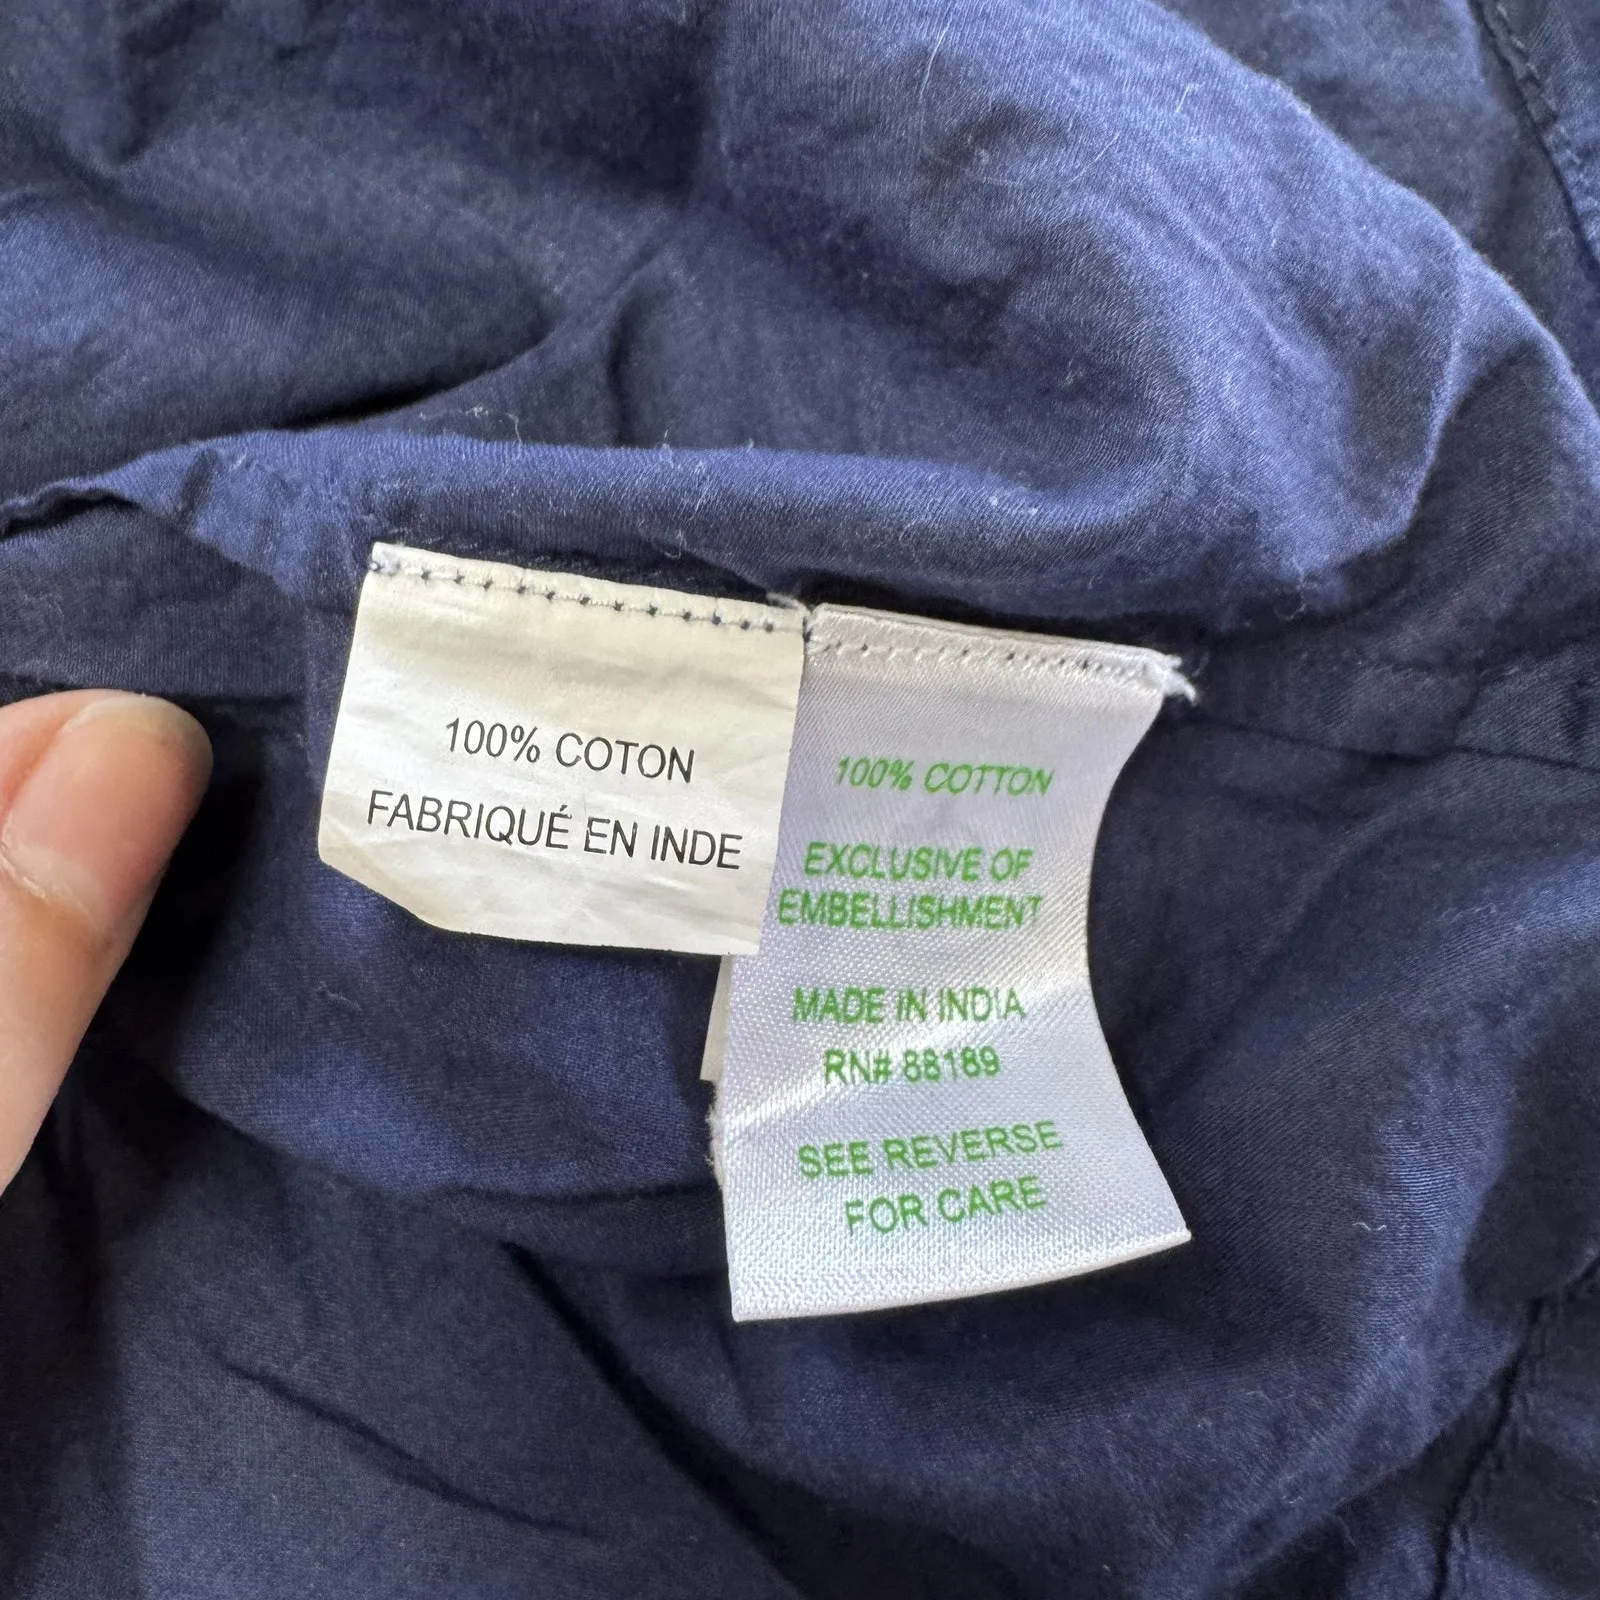 100% COTON
FABRIQUÉ EN INDE
100% COTTON
EXCLUSIVE OF
EMBELLISHMENT
MADE IN INDIA
RN# 88189
SEE REVERSE
FOR CARE